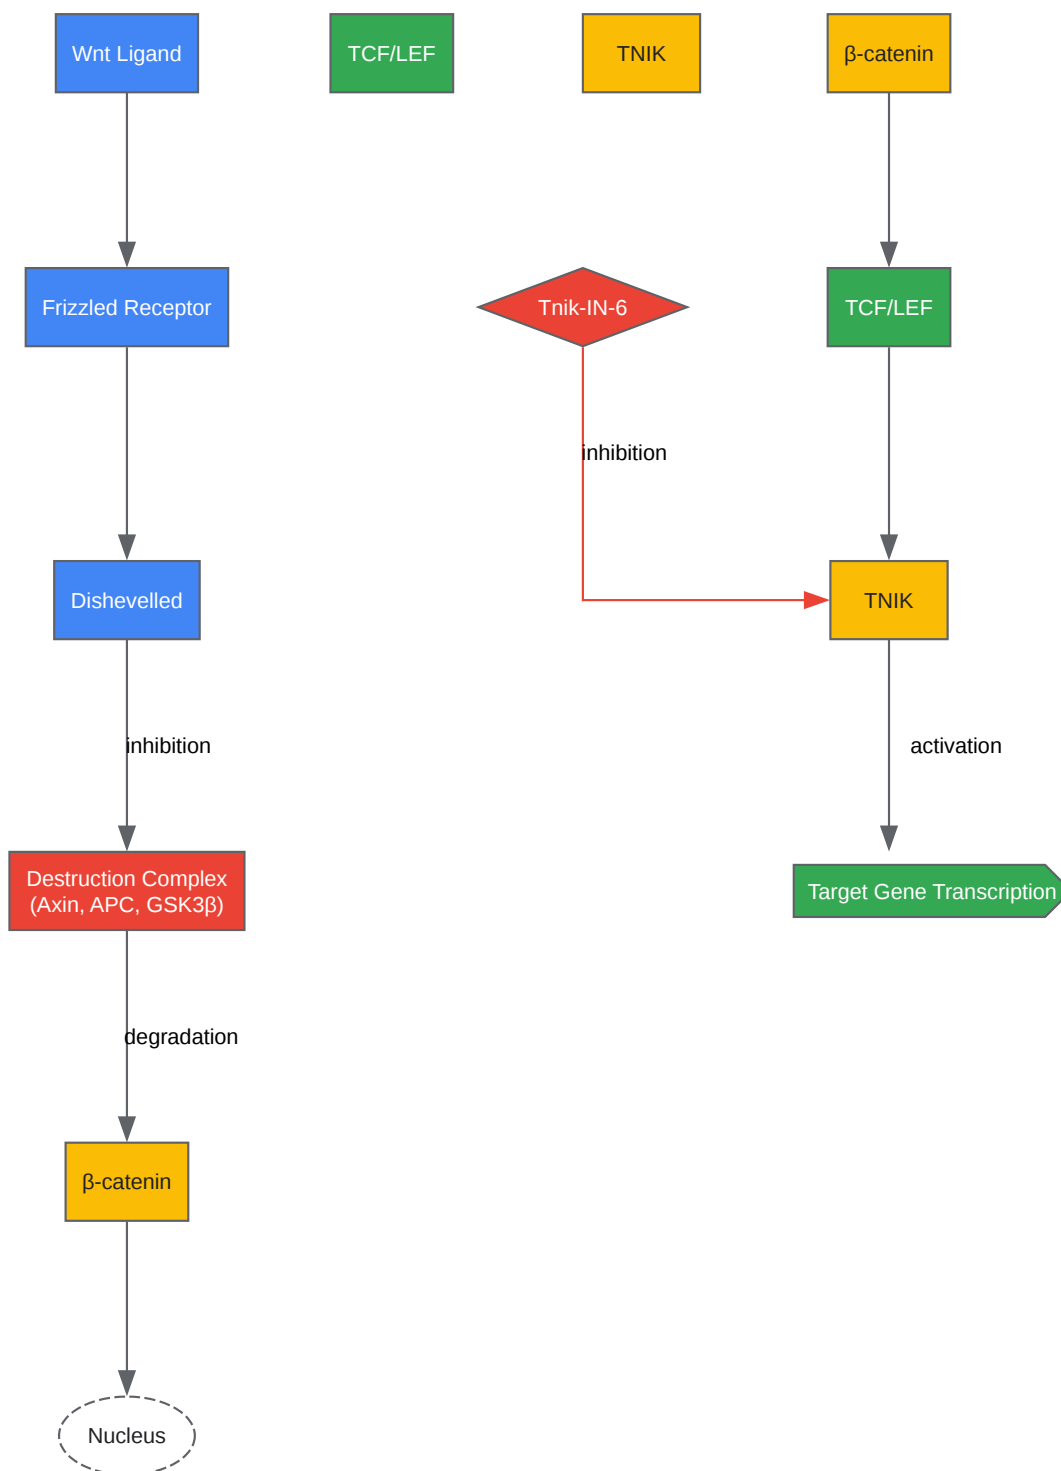 Wnt Ligand
TCF/LEF
TNIK
β-catenin
Frizzled Receptor
Tnik-IN-6
TCF/LEF
inhibition
Dishevelled
TNIK
inhibition
activation
Destruction Complex
(Axin, APC, GSK3β)
Target Gene Transcription
degradation
β-catenin
Nucleus